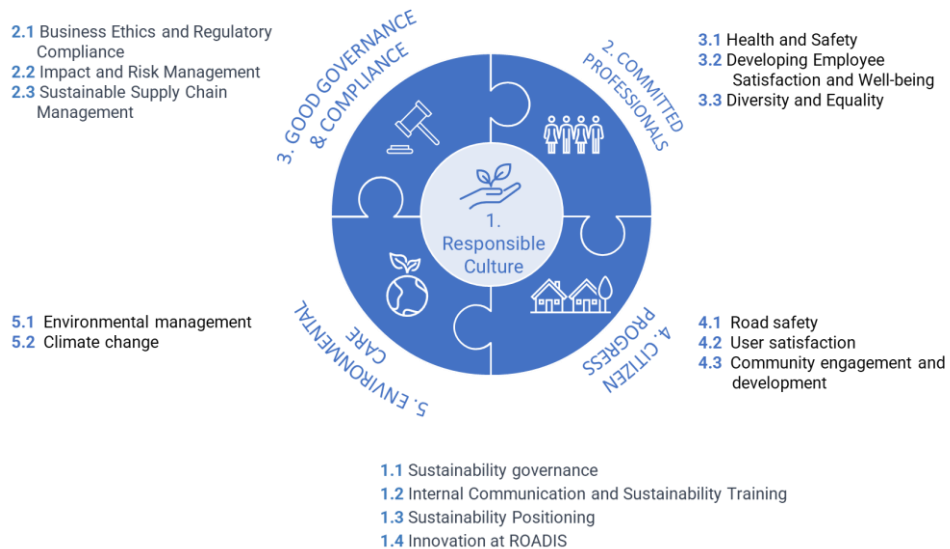 2.1 Business Ethics and Regulatory
Compliance
2.2 Impact and Risk Management
2.3 Sustainable Supply Chain
Management
3. GOOD GOVERNANCE
& COMPLIANCE
2. COMMITTED
PROFESSIONALS
3.1 Health and Safety
3.2 Developing Employee
Satisfaction and Well-being
3.3 Diversity and Equality
1.
Responsible
Culture
5.1 Environmental management
5.2 Climate change
5. ENVIRONMENTAL
CARE
4. CITIZEN
PROGRESS
4.1 Road safety
4.2 User satisfaction
4.3 Community engagement and
development
1.1 Sustainability governance
1.2 Internal Communication and Sustainability Training
1.3 Sustainability Positioning
1.4 Innovation at ROADIS